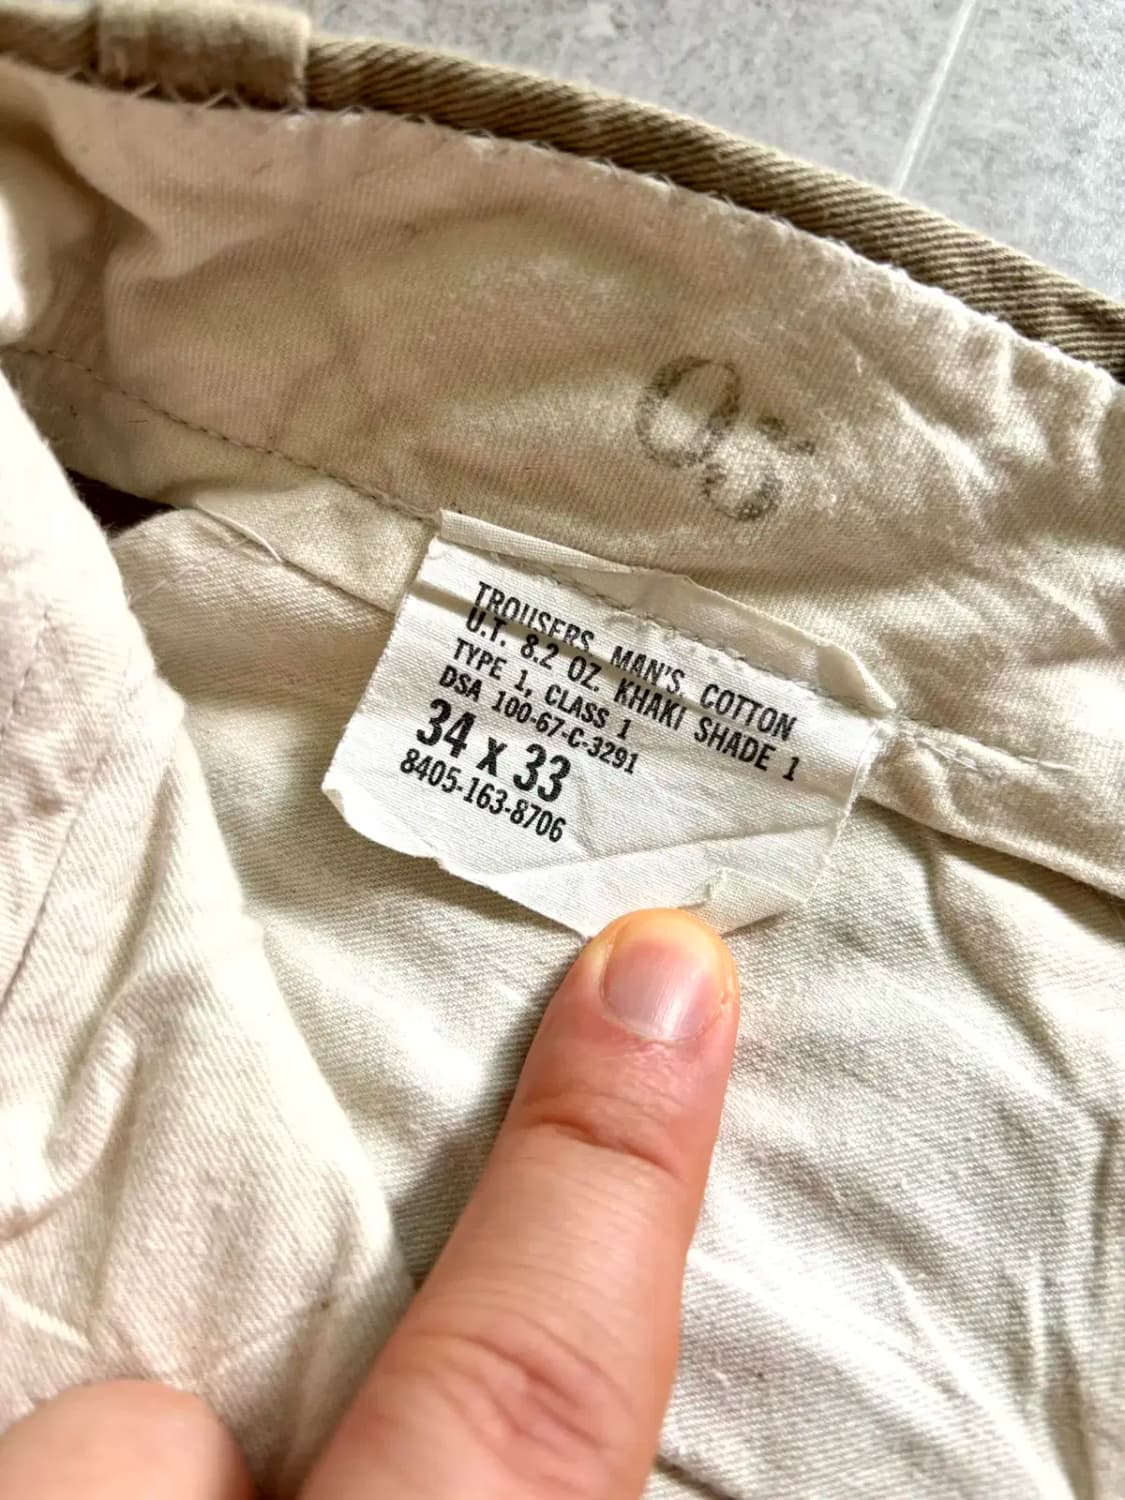 05
TROUSERS, MAN'S, COTTON
U.T. 8.2 OZ. KHAKI SHADE 1
TYPE 1, CLASS 1
DSA 100-67-C-3291
34 x 33
8405-163-8706